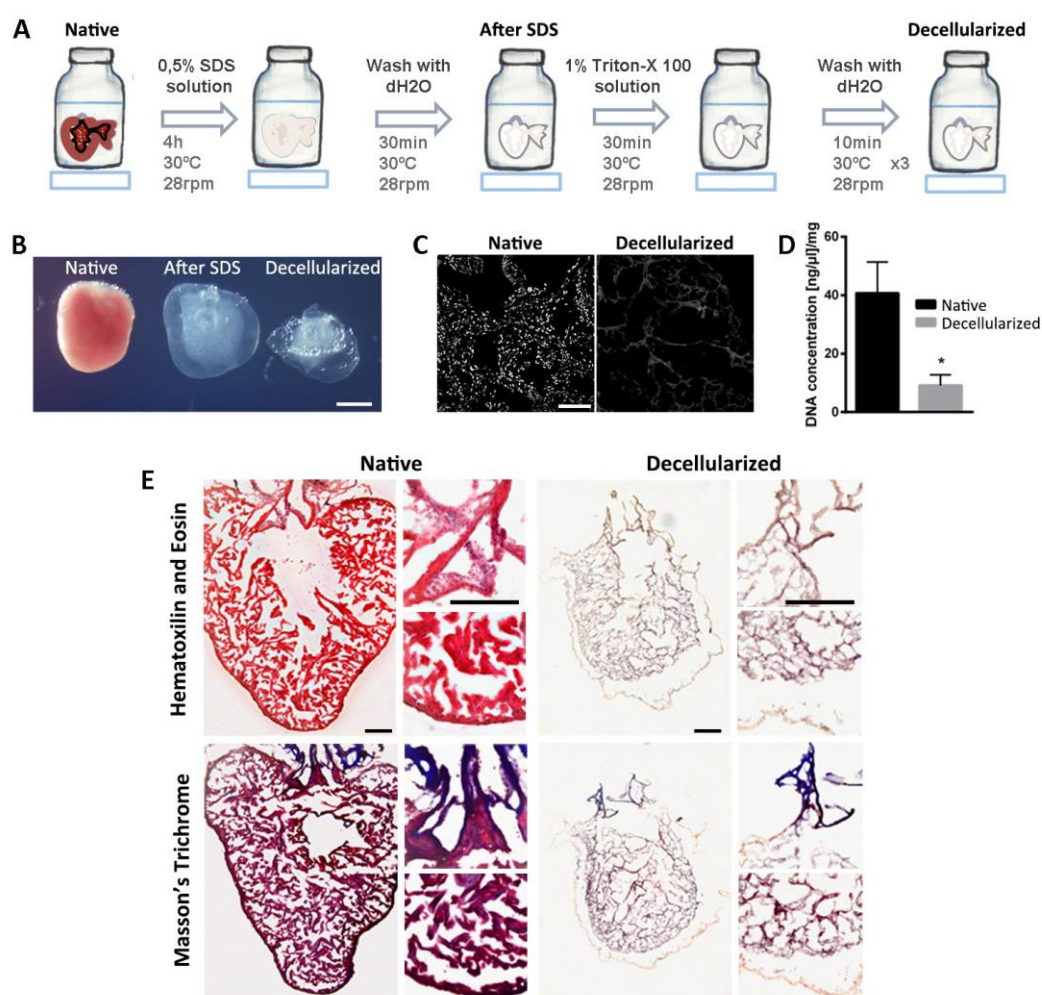 A
Native
After SDS
Decellularized
0,5% SDS
solution
Wash with
dH2O
1% Triton-X 100
solution
Wash with
dH2O
4h
30ºC
28rpm
30min
30ºC
28rpm
30min
30ºC
28rpm
10min
30ºC x3
28rpm
B
Native
After SDS
Decellularized
C
Native
Decellularized
D
DNA concentration [ng/µl]/mg
60
40
20
0
Native
Decellularized
*
E
Native
Decellularized
Hematoxilin and Eosin
Masson's Trichrome